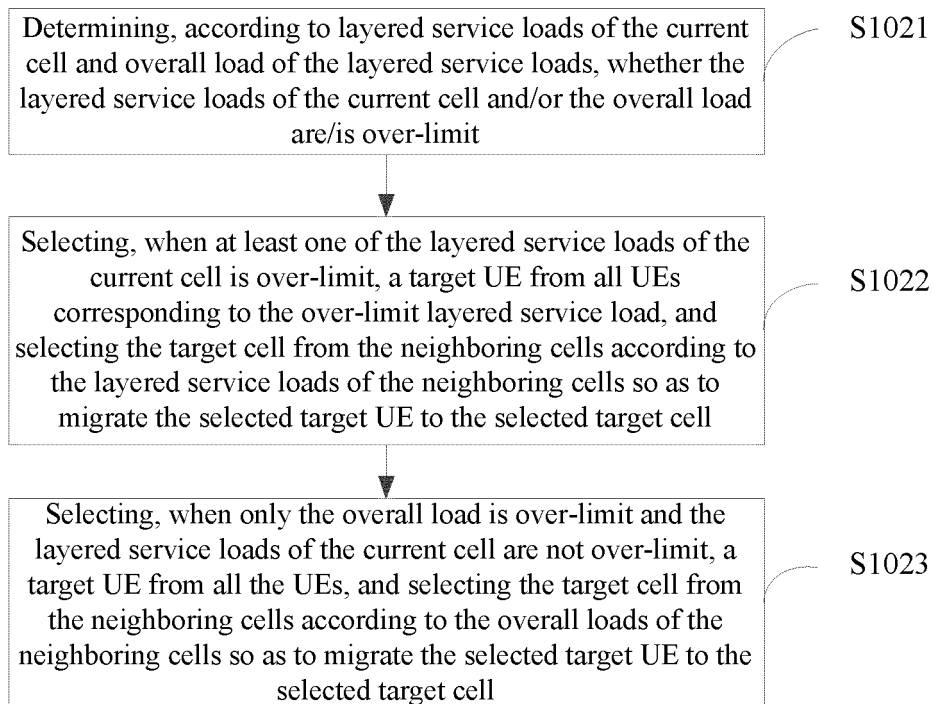 Determining, according to layered service loads of the current
cell and overall load of the layered service loads, whether the
layered service loads of the current cell and/or the overall load
are/is over-limit
S1021
Selecting, when at least one of the layered service loads of the
current cell is over-limit, a target UE from all UEs
corresponding to the over-limit layered service load, and
selecting the target cell from the neighboring cells according to
the layered service loads of the neighboring cells so as to
migrate the selected target UE to the selected target cell
S1022
Selecting, when only the overall load is over-limit and the
layered service loads of the current cell are not over-limit, a
target UE from all the UEs, and selecting the target cell from
the neighboring cells according to the overall loads of the
neighboring cells so as to migrate the selected target UE to the
selected target cell
S1023